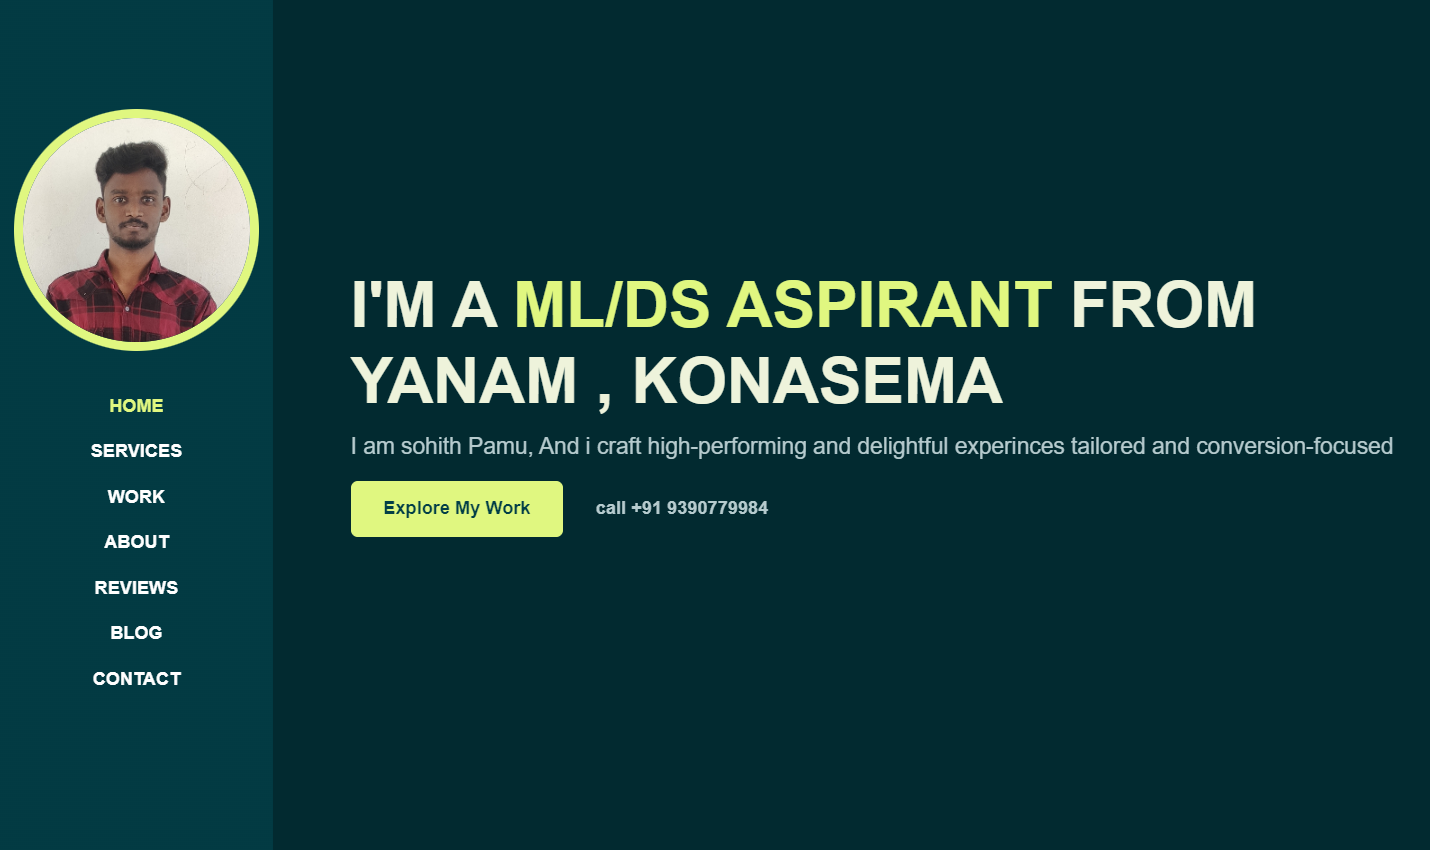 HOME
SERVICES
WORK
ABOUT
REVIEWS
BLOG
CONTACT
I'M A ML/DS ASPIRANT FROM
YANAM , KONASEMA
I am sohith Pamu, And i craft high-performing and delightful experinces tailored and conversion-focused
Explore My Work
call +91 9390779984